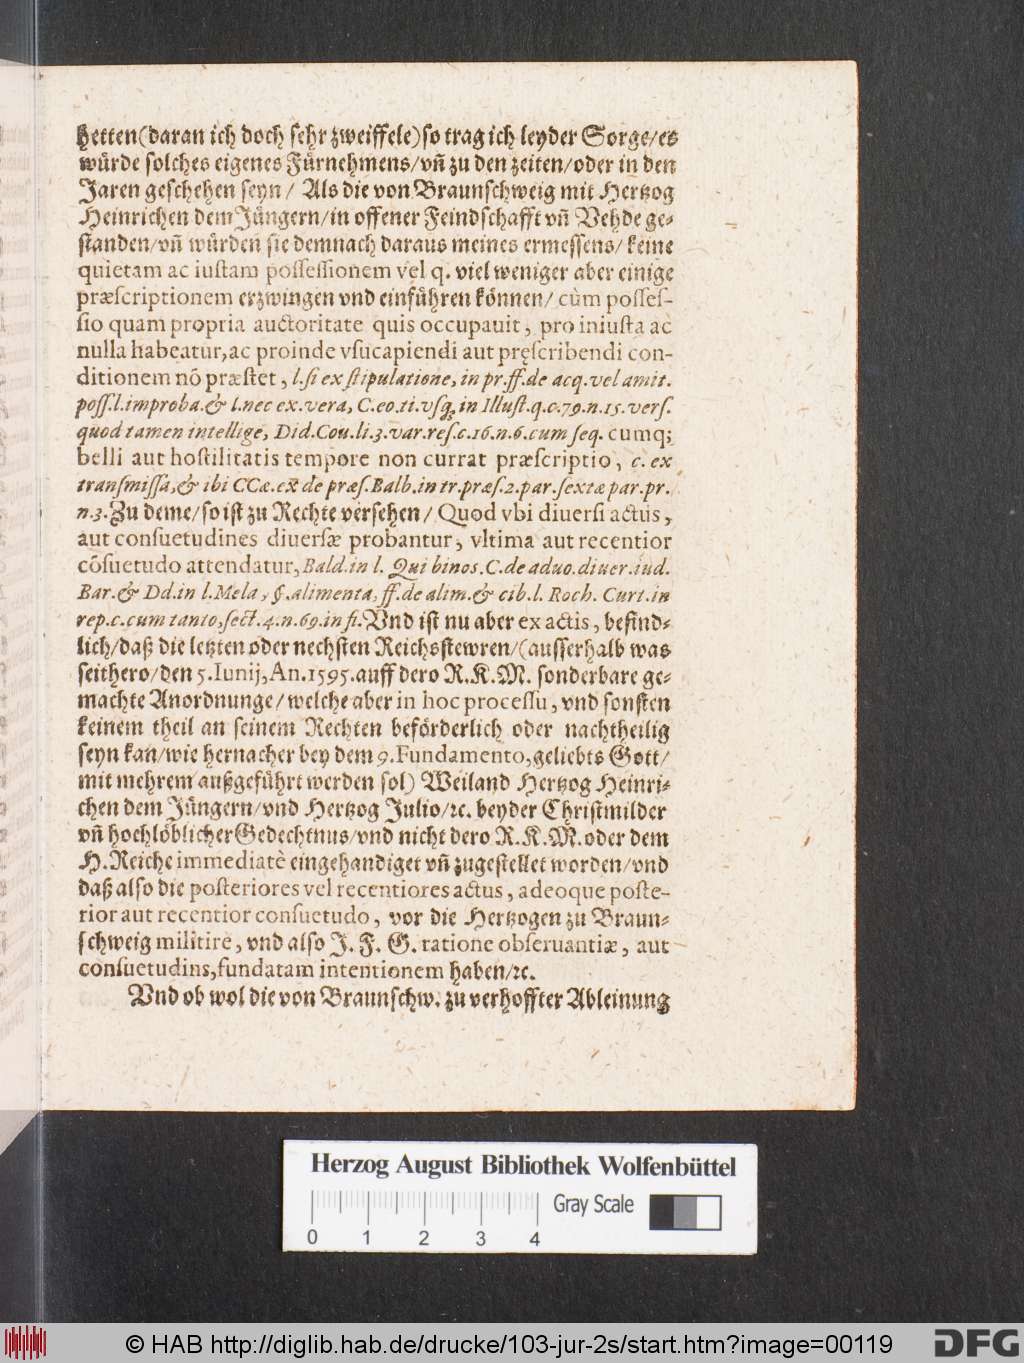 hetten(daran ich doch sehr zweiffele)so trag ich leyder Sorge/es
würde solches eigenes Fürnehmens/vñ zu den zeiten/oder in den
Jaren geschehen seyn/ Als die von Braunschweig mit Hertzog
Heinrichen dem Jüngern/in offener Feindschafft vñ Vehde ge-
standen/vñ würden sie demnach daraus meines ermessens/ keine
quietam ac iustam possessionem vel q. viel weniger aber einige
præscriptionem erzwingen vnd einführen können/ cùm posses-
sio quam propria auctoritate quis occupauit, pro iniusta ac
nulla habeatur,ac proinde vsucapiendi aut pręscribendi con-
ditionem nõ præstet, l.si ex stipulatione, in pr.ff.de acq.vel amit.
poss.l.improba.& l.nec ex.vera, C.eo.ti.vsq; in Illust.q.c.79.n.15.vers.
quod tamen intellige, Did.Cou.li.3.var.res.c.16.n.6.cum seq. cumq;
belli aut hostilitatis tempore non currat præscriptio, c. ex
transmissa,& ibi CCæ.ex de præs.Balb.in tr.præs.2.par.sextæ par.pr.
n.3.Zu deme/so ist zu Rechte versehen/ Quod vbi diuersi actus,
aut consuetudines diuersæ probantur, vltima aut recentior
cõsuetudo attendatur,Bald.in l. Qui binos.C.de aduo.diuer.iud.
Bar.& Dd.in l.Mela, §.alimenta, ff.de alim.& cib.l. Roch. Curt.in
rep.c.cum tanto,sect.4.n.69.in fi.Vnd ist nu aber ex actis, befind-
lich/daß die letzten oder nechsten Reichsstewren/(ausserhalb was
seithero/den 5.Iunij,An.1595.auff dero R.K.M. sonderbare ge-
machte Anordnunge/welche aber in hoc processu, vnd sonsten
keinem theil an seinem Rechten beförderlich oder nachtheilig
seyn kan/wie hernacher bey dem 9.Fundamento,geliebts Gott/
mit mehrem außgeführt werden sol) Weiland Hertzog Heinri-
chen dem Jüngern/vnd Hertzog Julio/ꝛc. beyder Christmilder
vñ hochlöblicher Gedechtnus/vnd nicht dero R.K.M.oder dem
H.Reiche immediatè eingehandiget vñ zugestellet worden/vnd
daß also die posteriores vel recentiores actus, adeoque poste-
rior aut recentior consuetudo, vor die Hertzogen zu Braun-
schweig militire, vnd also J. F. G. ratione obseruantiæ, aut
consuetudins,fundatam intentionem haben/ꝛc.
Vnd ob wol die von Braunschw. zu verhoffter Ableinung
Herzog August Bibliothek Wolfenbüttel
Gray Scale
0 1 2 3 4
© HAB http://diglib.hab.de/drucke/103-jur-2s/start.htm?image=00119
DFG